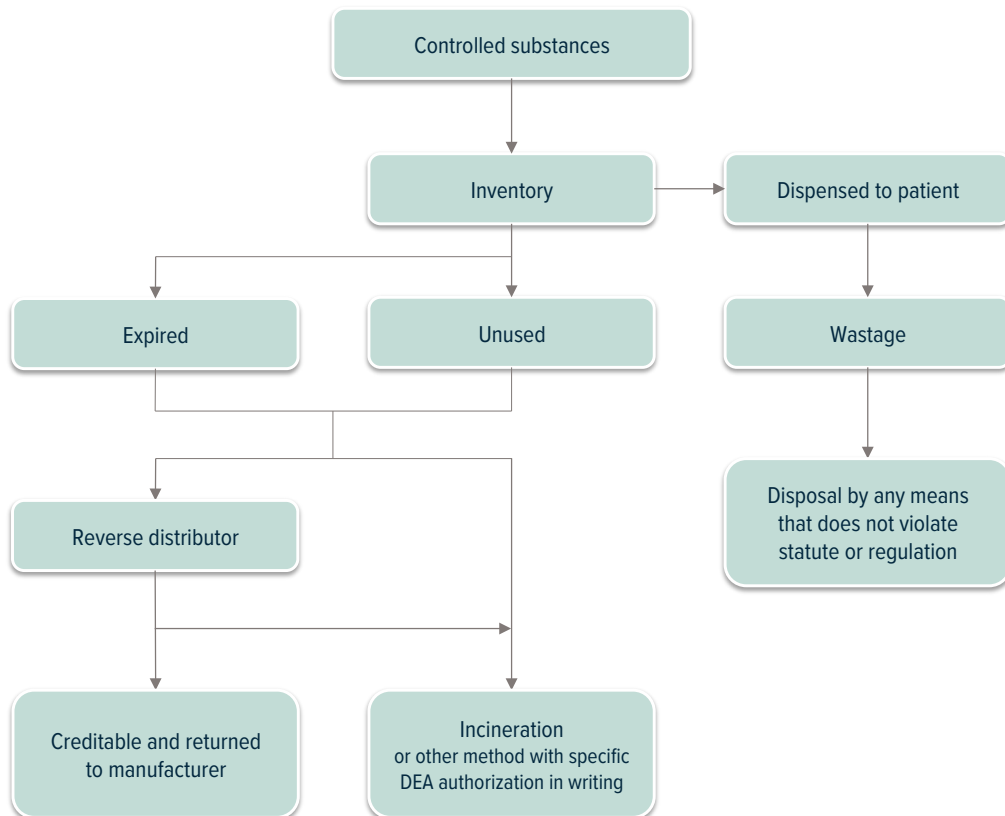 Controlled substances
Inventory
Dispensed to patient
Expired
Unused
Wastage
Disposal by any means
that does not violate
statute or regulation
Reverse distributor
Creditable and returned
to manufacturer
Incineration
or other method with specific
DEA authorization in writing